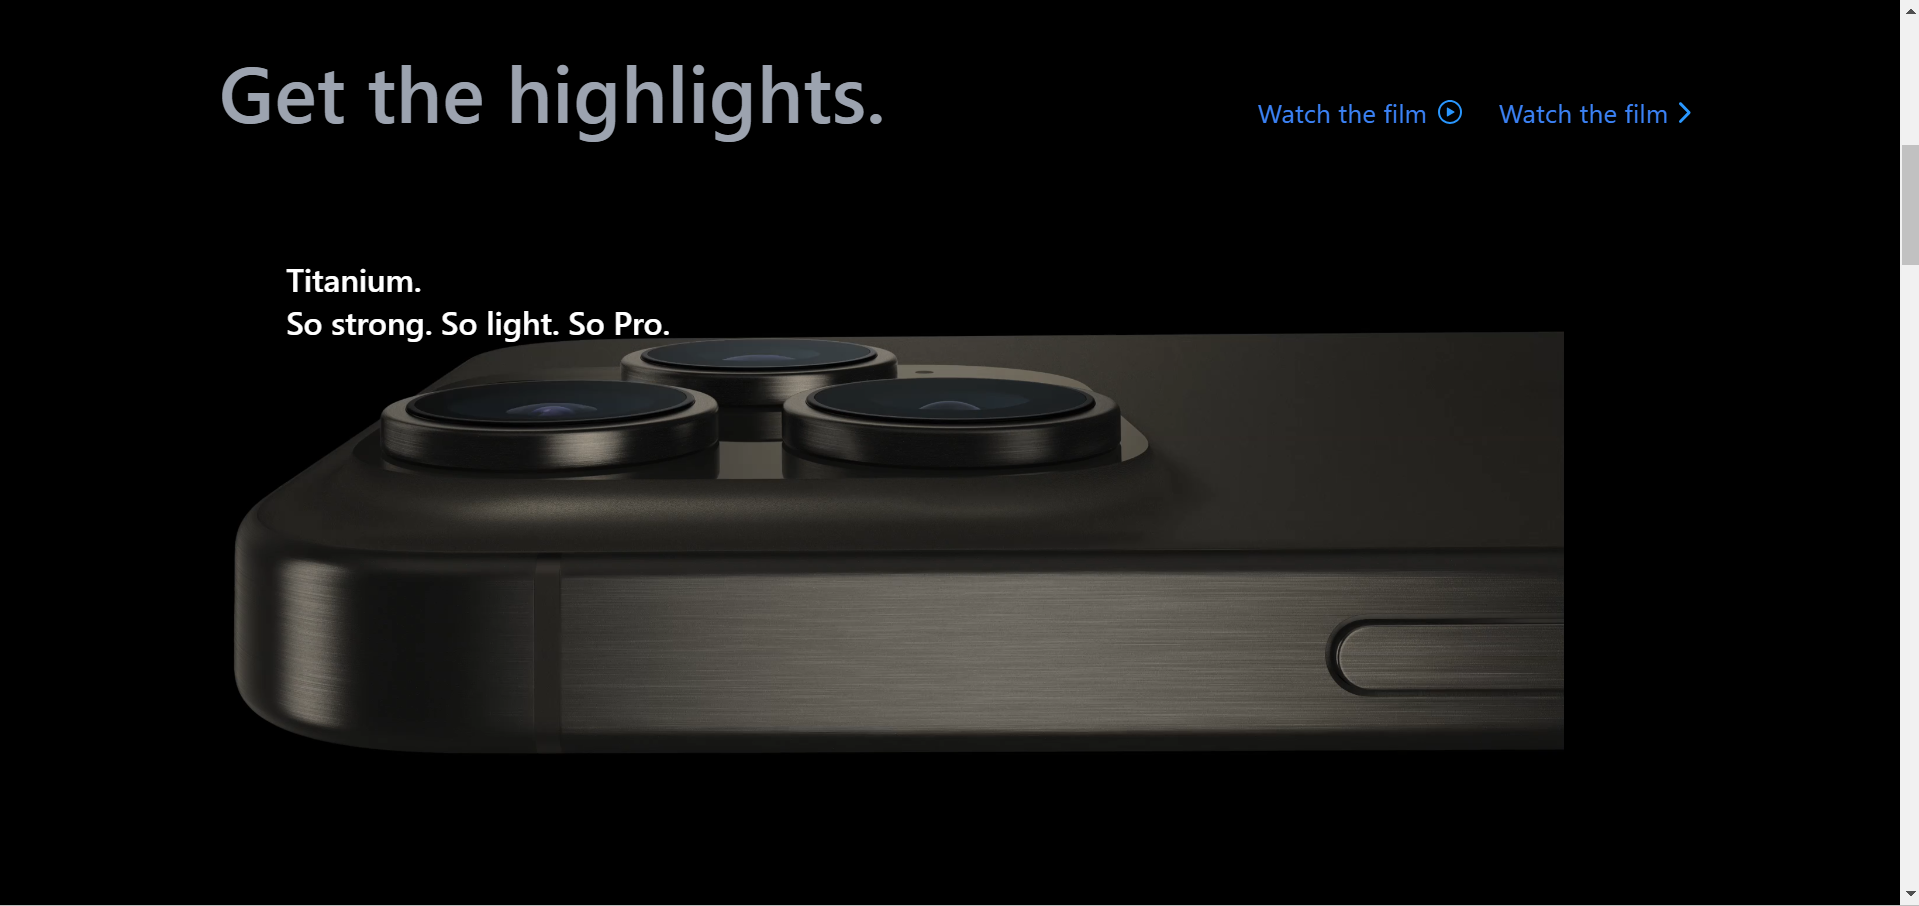 Get the highlights.
Watch the film
Watch the film
Titanium.
So strong. So light. So Pro.